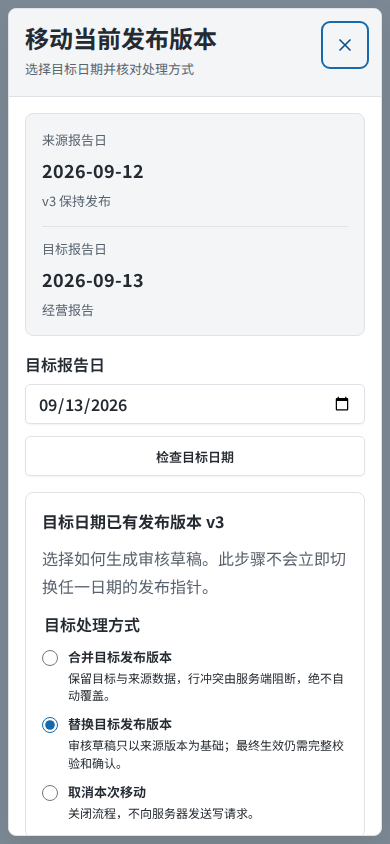 移动当前发布版本
选择目标日期并核对处理方式
来源报告日
2026-09-12
v3 保持发布
目标报告日
2026-09-13
经营报告
目标报告日
09/13/2026
检查目标日期
目标日期已有发布版本 v3
选择如何生成审核草稿。此步骤不会立即切
换任一日期的发布指针。
目标处理方式
合并目标发布版本
保留目标与来源数据，行冲突由服务端阻断，绝不自
动覆盖。
替换目标发布版本
审核草稿只以来源版本为基础；最终生效仍需完整校
验和确认。
取消本次移动
关闭流程，不向服务器发送写请求。